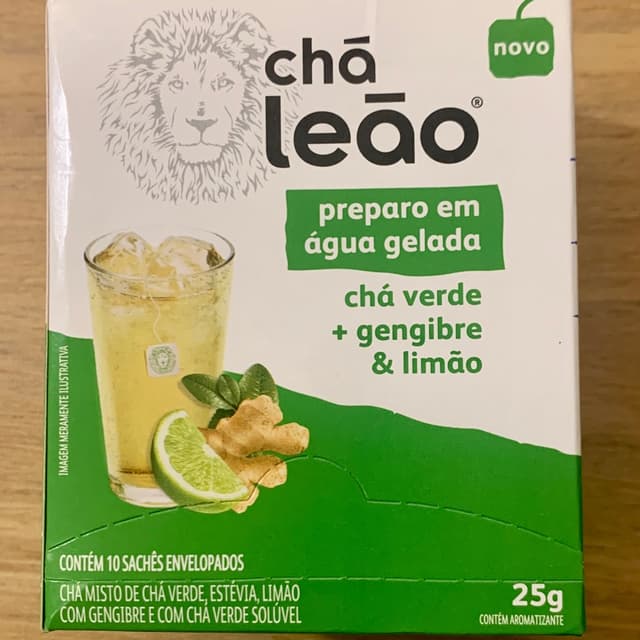 chá
leão®
novo
preparo em
água gelada
chá verde
+ gengibre
& limão
IMAGEM MERAMENTE ILUSTRATIVA
CONTÉM 10 SACHÊS ENVELOPADOS
CHÁ MISTO DE CHÁ VERDE, ESTÉVIA, LIMÃO
COM GENGIBRE E COM CHÁ VERDE SOLÚVEL
25g
CONTÉM AROMATIZANTE